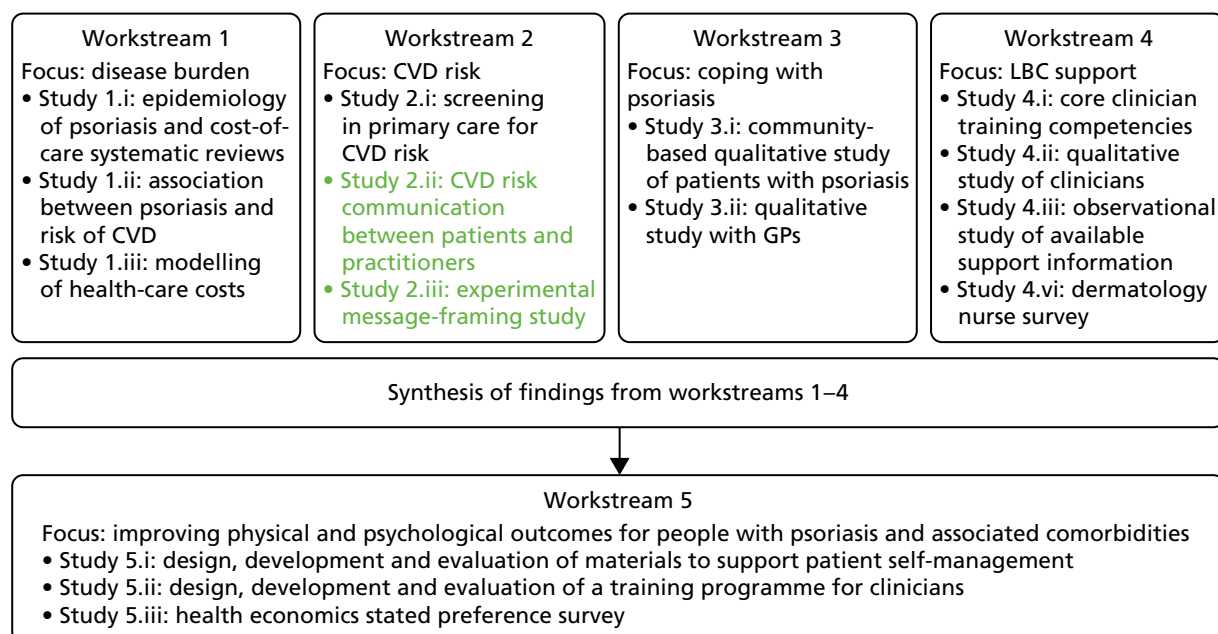 Workstream 1
Focus: disease burden
• Study 1.i: epidemiology
of psoriasis and cost-of-
care systematic reviews
• Study 1.ii: association
between psoriasis and
risk of CVD
• Study 1.iii: modelling
of health-care costs
Workstream 2
Focus: CVD risk
• Study 2.i: screening
in primary care for
CVD risk
• Study 2.ii: CVD risk
communication
between patients and
practitioners
• Study 2.iii: experimental
message-framing study
Workstream 3
Focus: coping with
psoriasis
• Study 3.i: community-
based qualitative study
of patients with psoriasis
• Study 3.ii: qualitative
study with GPs
Workstream 4
Focus: LBC support
• Study 4.i: core clinician
training competencies
• Study 4.ii: qualitative
study of clinicians
• Study 4.iii: observational
study of available
support information
• Study 4.vi: dermatology
nurse survey
Synthesis of findings from workstreams 1–4
Workstream 5
Focus: improving physical and psychological outcomes for people with psoriasis and associated comorbidities
• Study 5.i: design, development and evaluation of materials to support patient self-management
• Study 5.ii: design, development and evaluation of a training programme for clinicians
• Study 5.iii: health economics stated preference survey